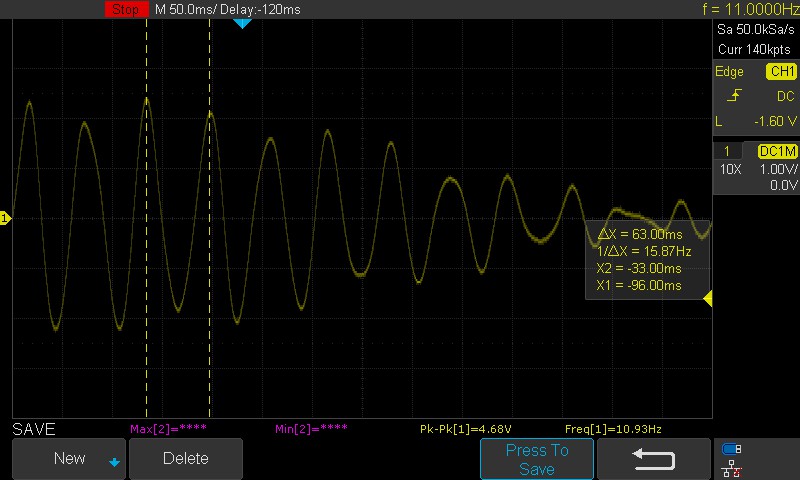 Stop M 50.0ms/ Delay:-120ms f = 11.0000Hz
Sa 50.0kSa/s
Curr 140kpts
Edge CH1
DC
L -1.60 V
1 DC1M
10X 1.00V/
0.0V
1
ΔX = 63.00ms
1/ΔX = 15.87Hz
X2 = -33.00ms
X1 = -96.00ms
SAVE Max[2]=**** Min[2]=**** Pk-Pk[1]=4.68V Freq[1]=10.93Hz
New Delete Press To
Save